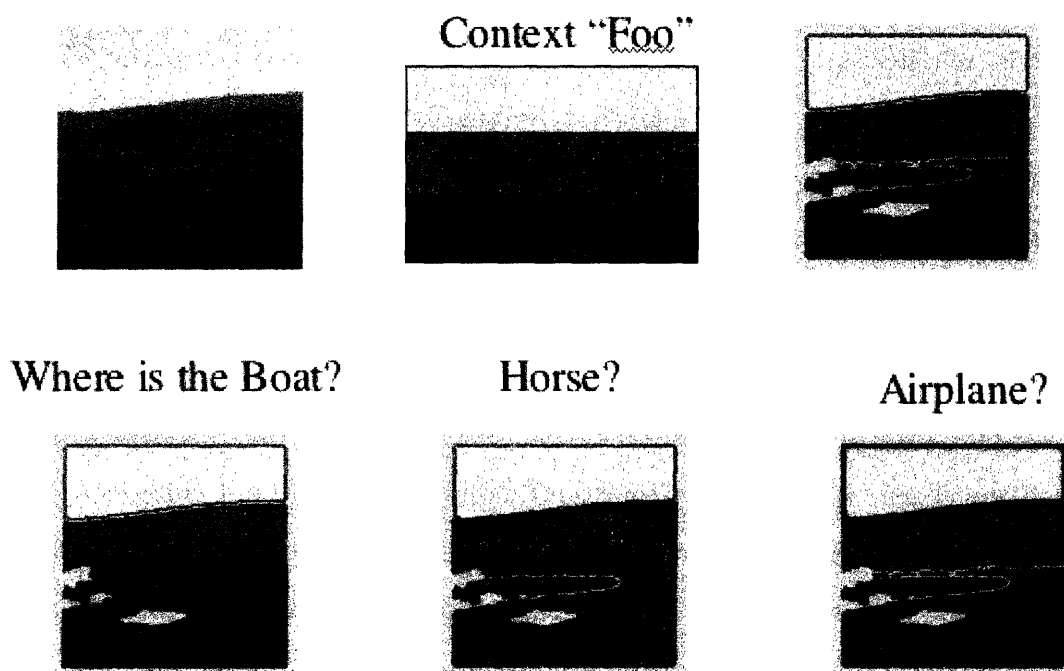 Context “Foo”
Where is the Boat?
Horse?
Airplane?